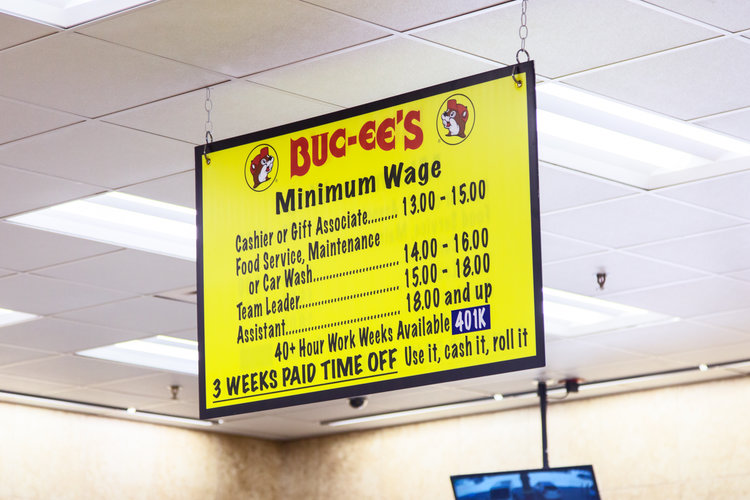 BUC-EE'S
Minimum Wage
Cashier or Gift Associate......... 13.00 - 15.00
Food Service, Maintenance
or Car Wash........................ 14.00 - 16.00
Team Leader........................ 15.00 - 18.00
Assistant............................ 18.00 and up
40+ Hour Work Weeks Available 401K
3 WEEKS PAID TIME OFF Use it, cash it, roll it